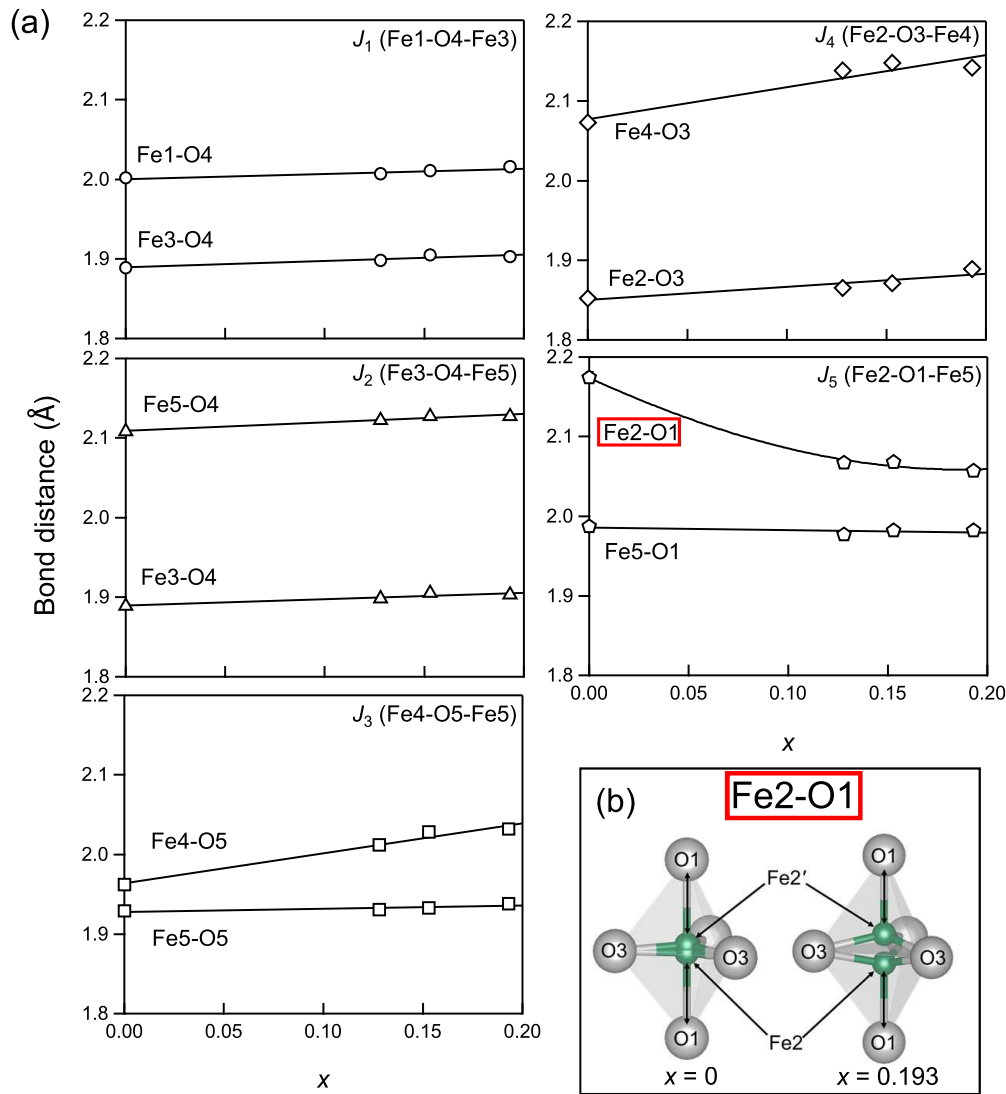 (a)
2.2
J₁ (Fe1-O4-Fe3)
2.1
Fe1-O4
2.0
Fe3-O4
1.9
1.8
2.2
J₂ (Fe3-O4-Fe5)
Fe5-O4
2.1
2.0
Fe3-O4
1.9
1.8
2.2
J₃ (Fe4-O5-Fe5)
2.1
Fe4-O5
2.0
1.9
Fe5-O5
1.8
0.00 0.05 0.10 0.15 0.20
x
Bond distance (Å)
2.2
J₄ (Fe2-O3-Fe4)
2.1
Fe4-O3
2.0
1.9
Fe2-O3
1.8
2.2
J₅ (Fe2-O1-Fe5)
2.1
Fe2-O1
2.0
Fe5-O1
1.9
1.8
0.00 0.05 0.10 0.15 0.20
x
(b)
Fe2-O1
O1 O1
Fe2′
O3 O3 O3 O3
O1 Fe2 O1
x = 0 x = 0.193